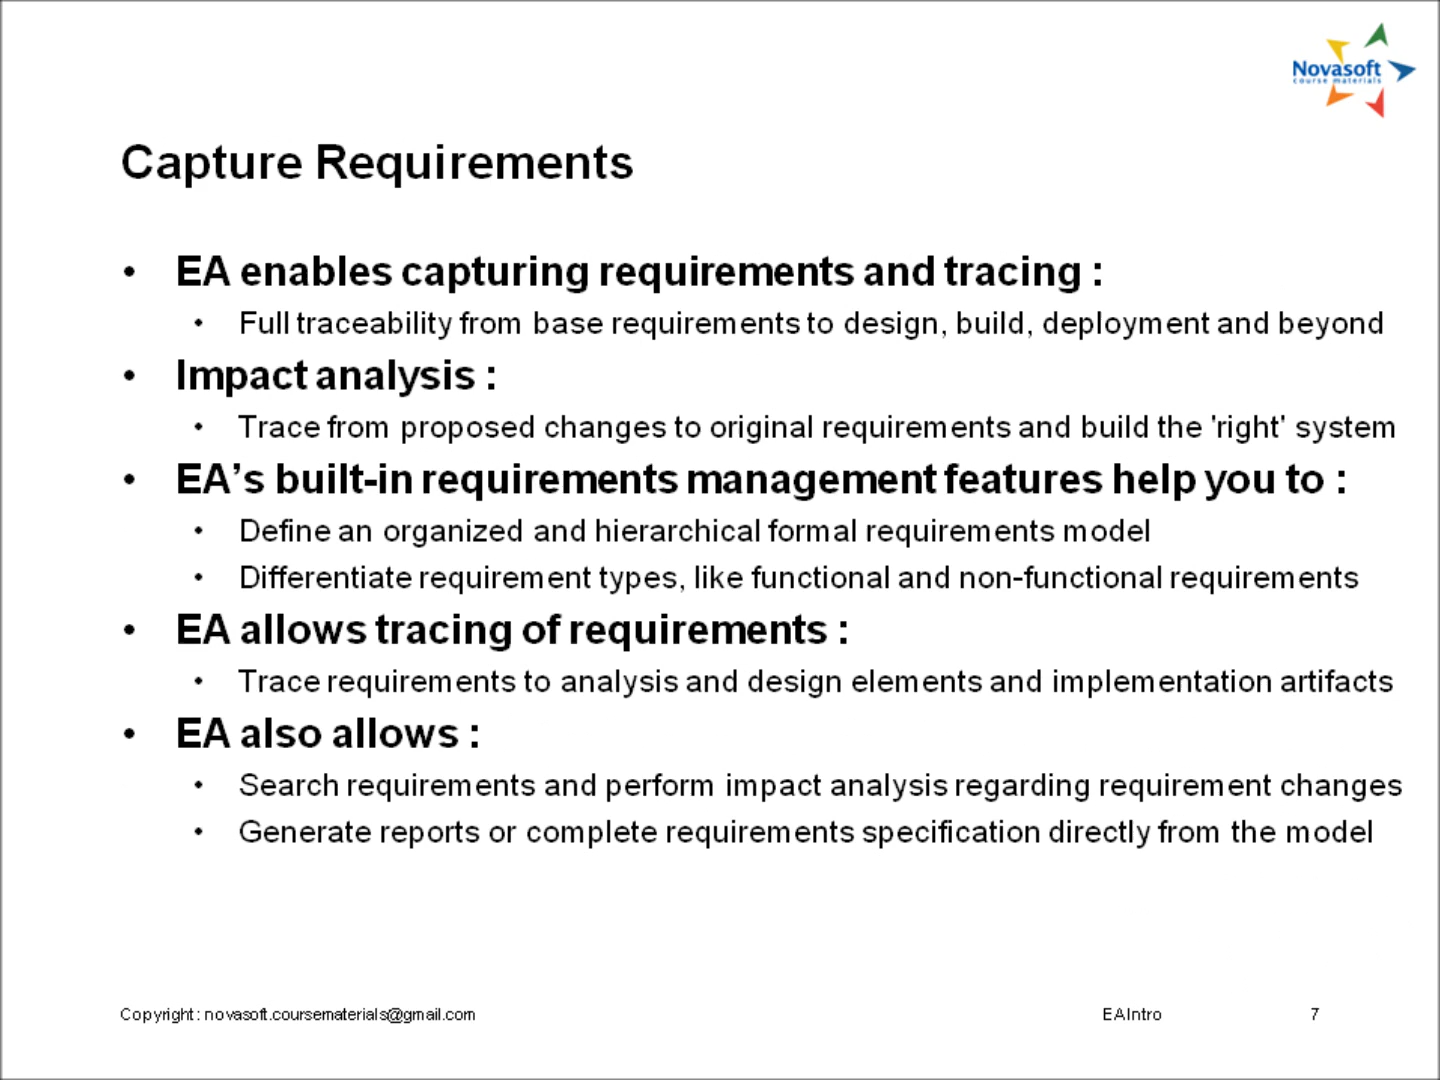 Novasoft
course materials
Capture Requirements
• EA enables capturing requirements and tracing :
• Full traceability from base requirements to design, build, deployment and beyond
• Impact analysis :
• Trace from proposed changes to original requirements and build the 'right' system
• EA’s built-in requirements management features help you to :
• Define an organized and hierarchical formal requirements model
• Differentiate requirement types, like functional and non-functional requirements
• EA allows tracing of requirements :
• Trace requirements to analysis and design elements and implementation artifacts
• EA also allows :
• Search requirements and perform impact analysis regarding requirement changes
• Generate reports or complete requirements specification directly from the model
Copyright : novasoft.coursematerials@gmail.com EAIntro 7